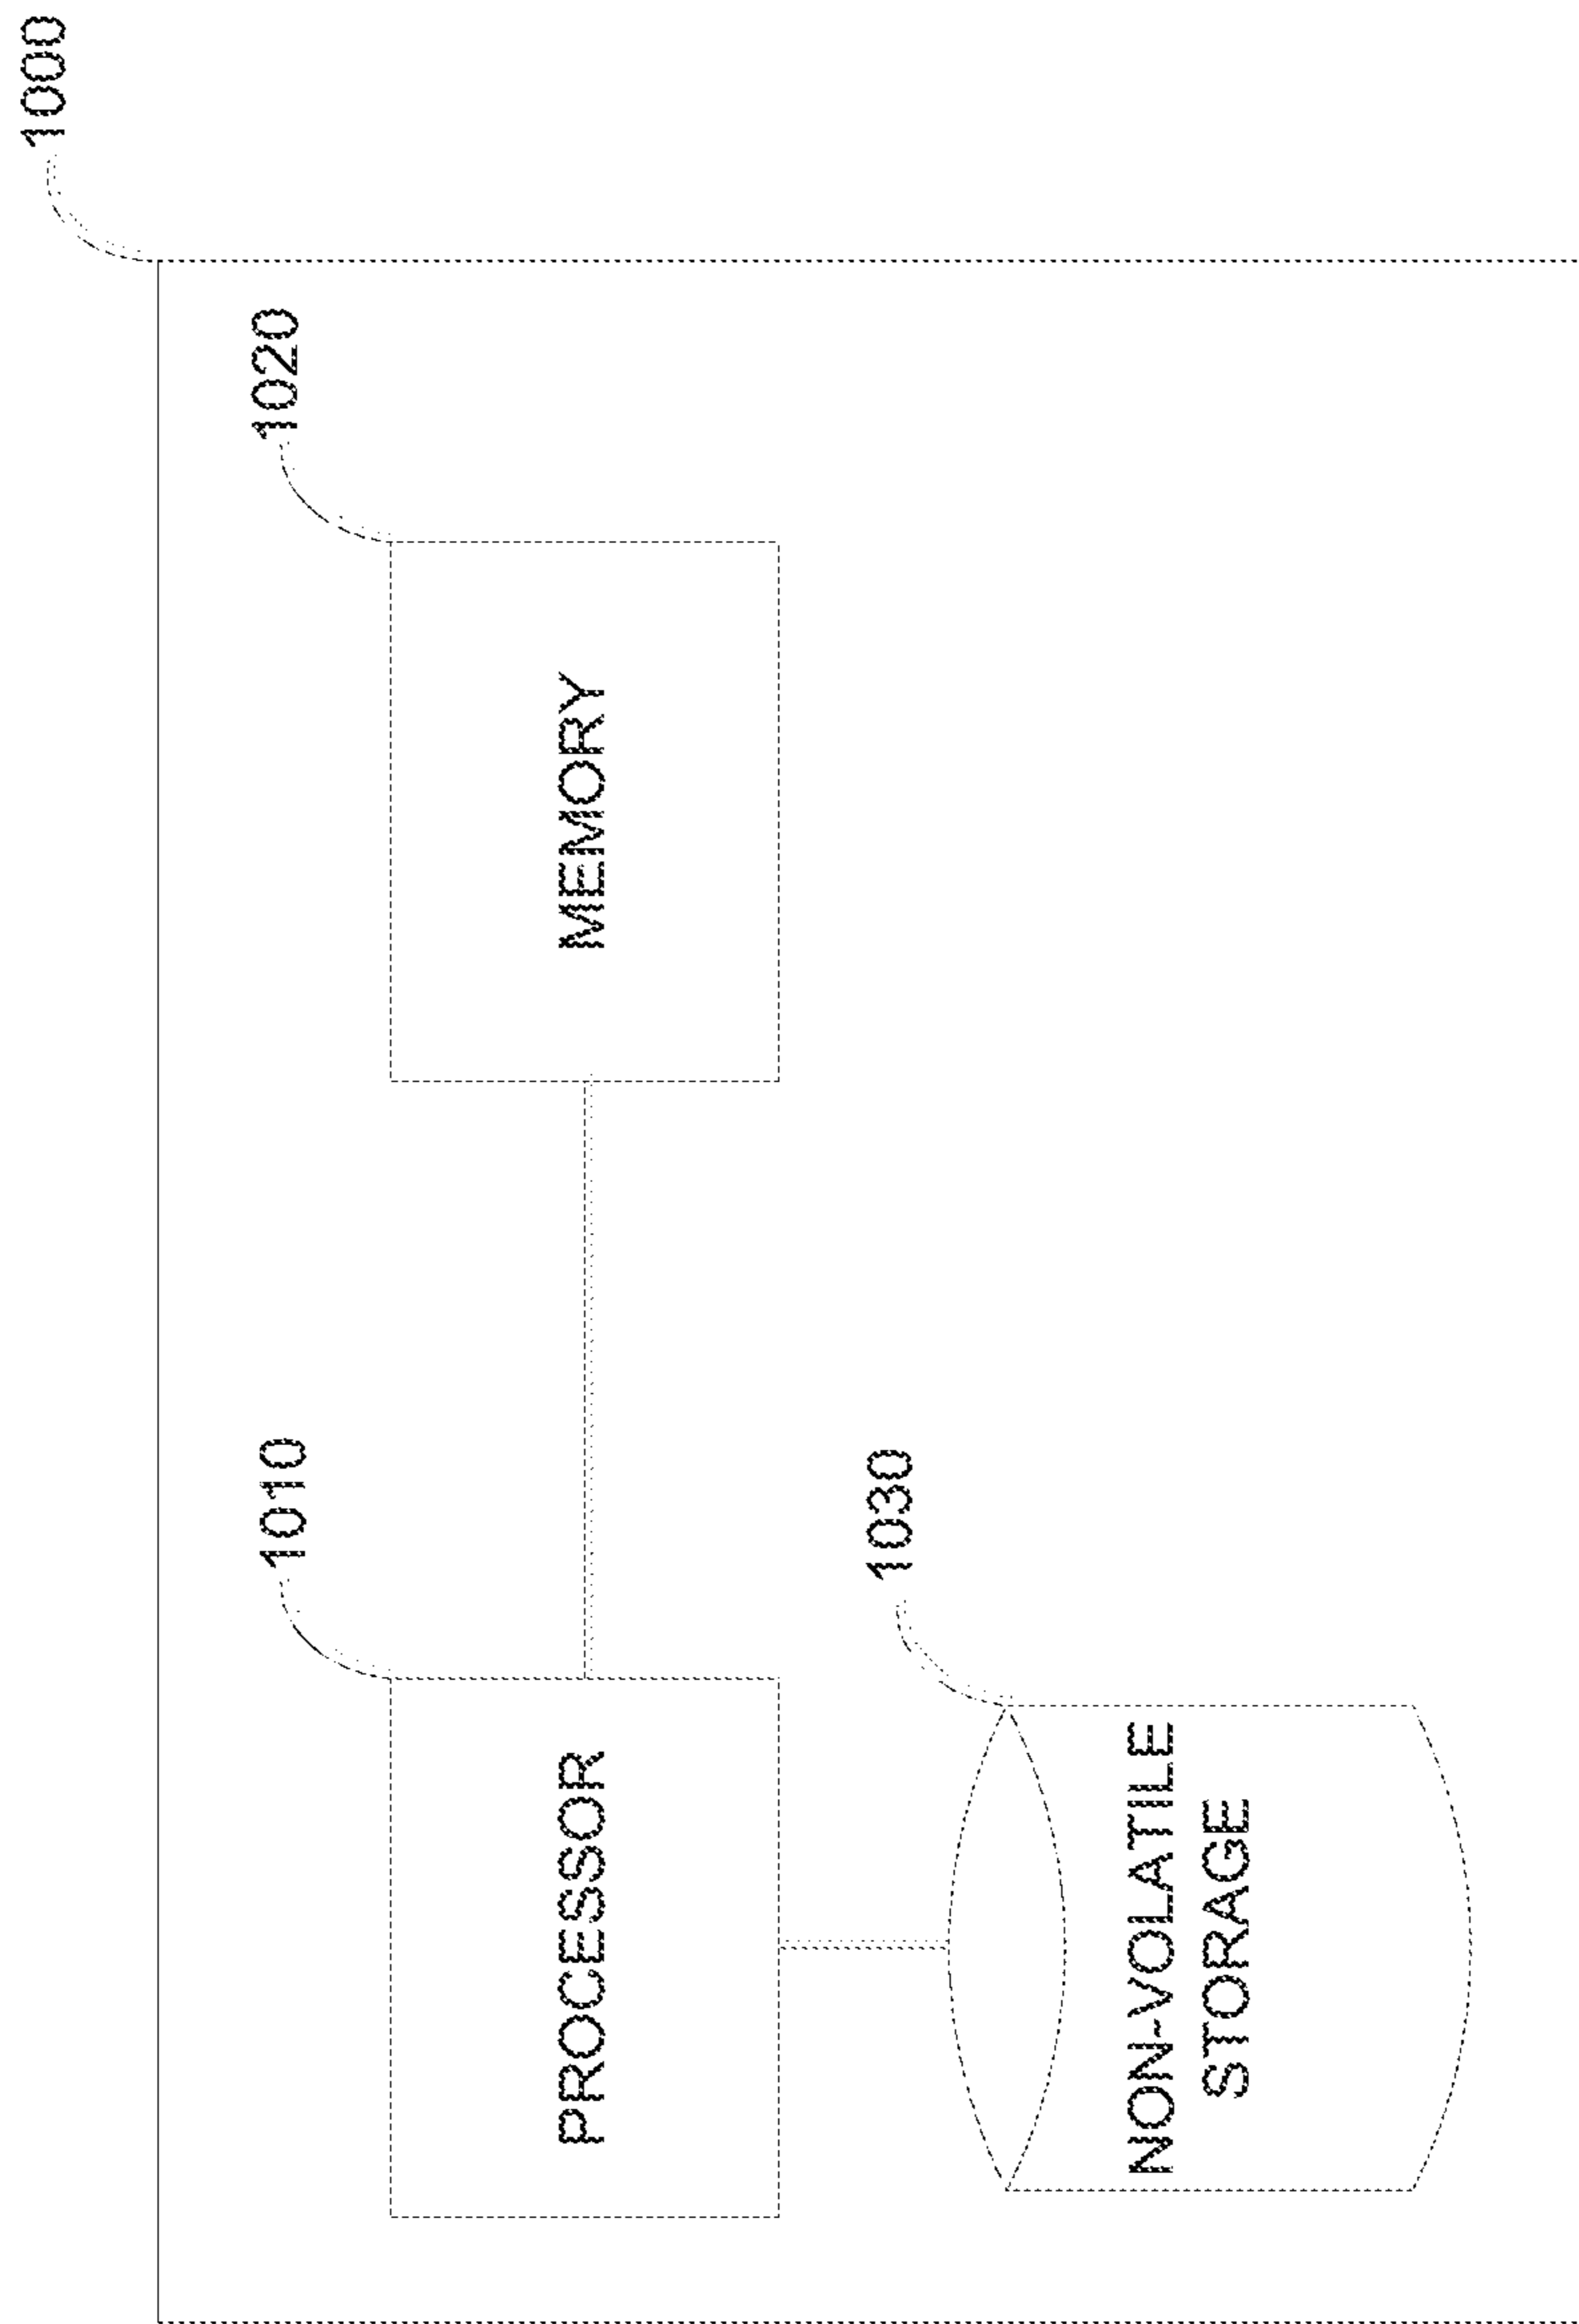 1000
1010
1020
PROCESSOR
MEMORY
1030
NON-VOLATILE
STORAGE